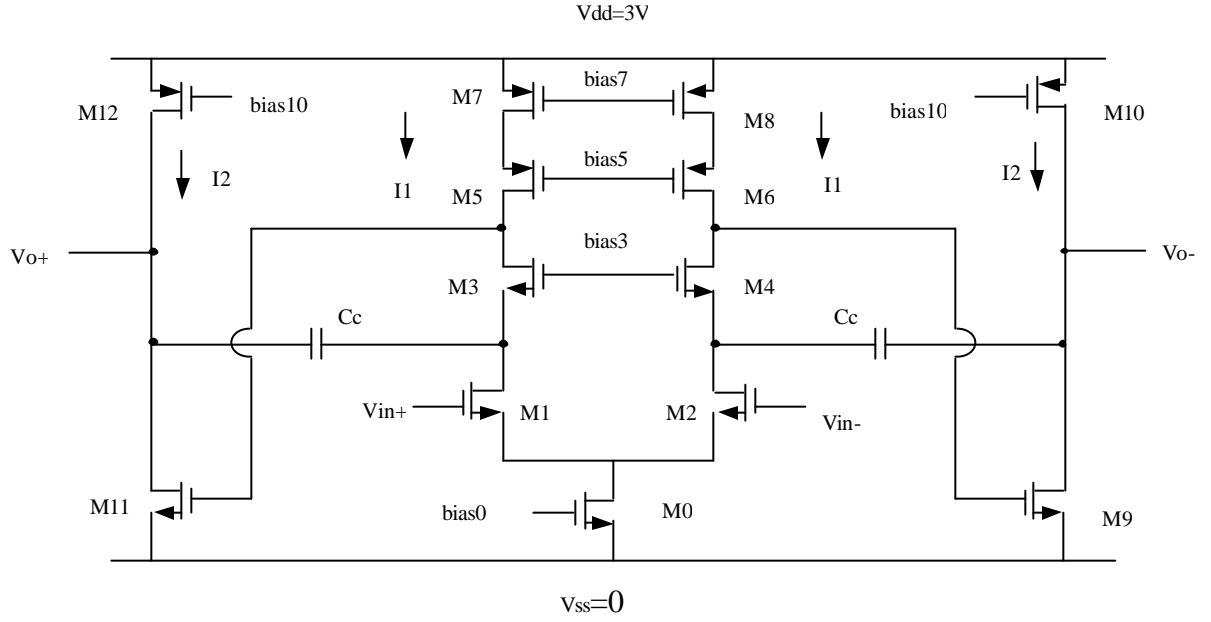 Vdd=3V
bias7
M7
M12
bias10
bias10
M10
M8
bias5
I2
I1
I1
I2
M5
M6
Vo+
bias3
Vo-
M3
M4
Cc
Cc
Vin+
M1
M2
Vin-
M11
bias0
M0
M9
Vss=0